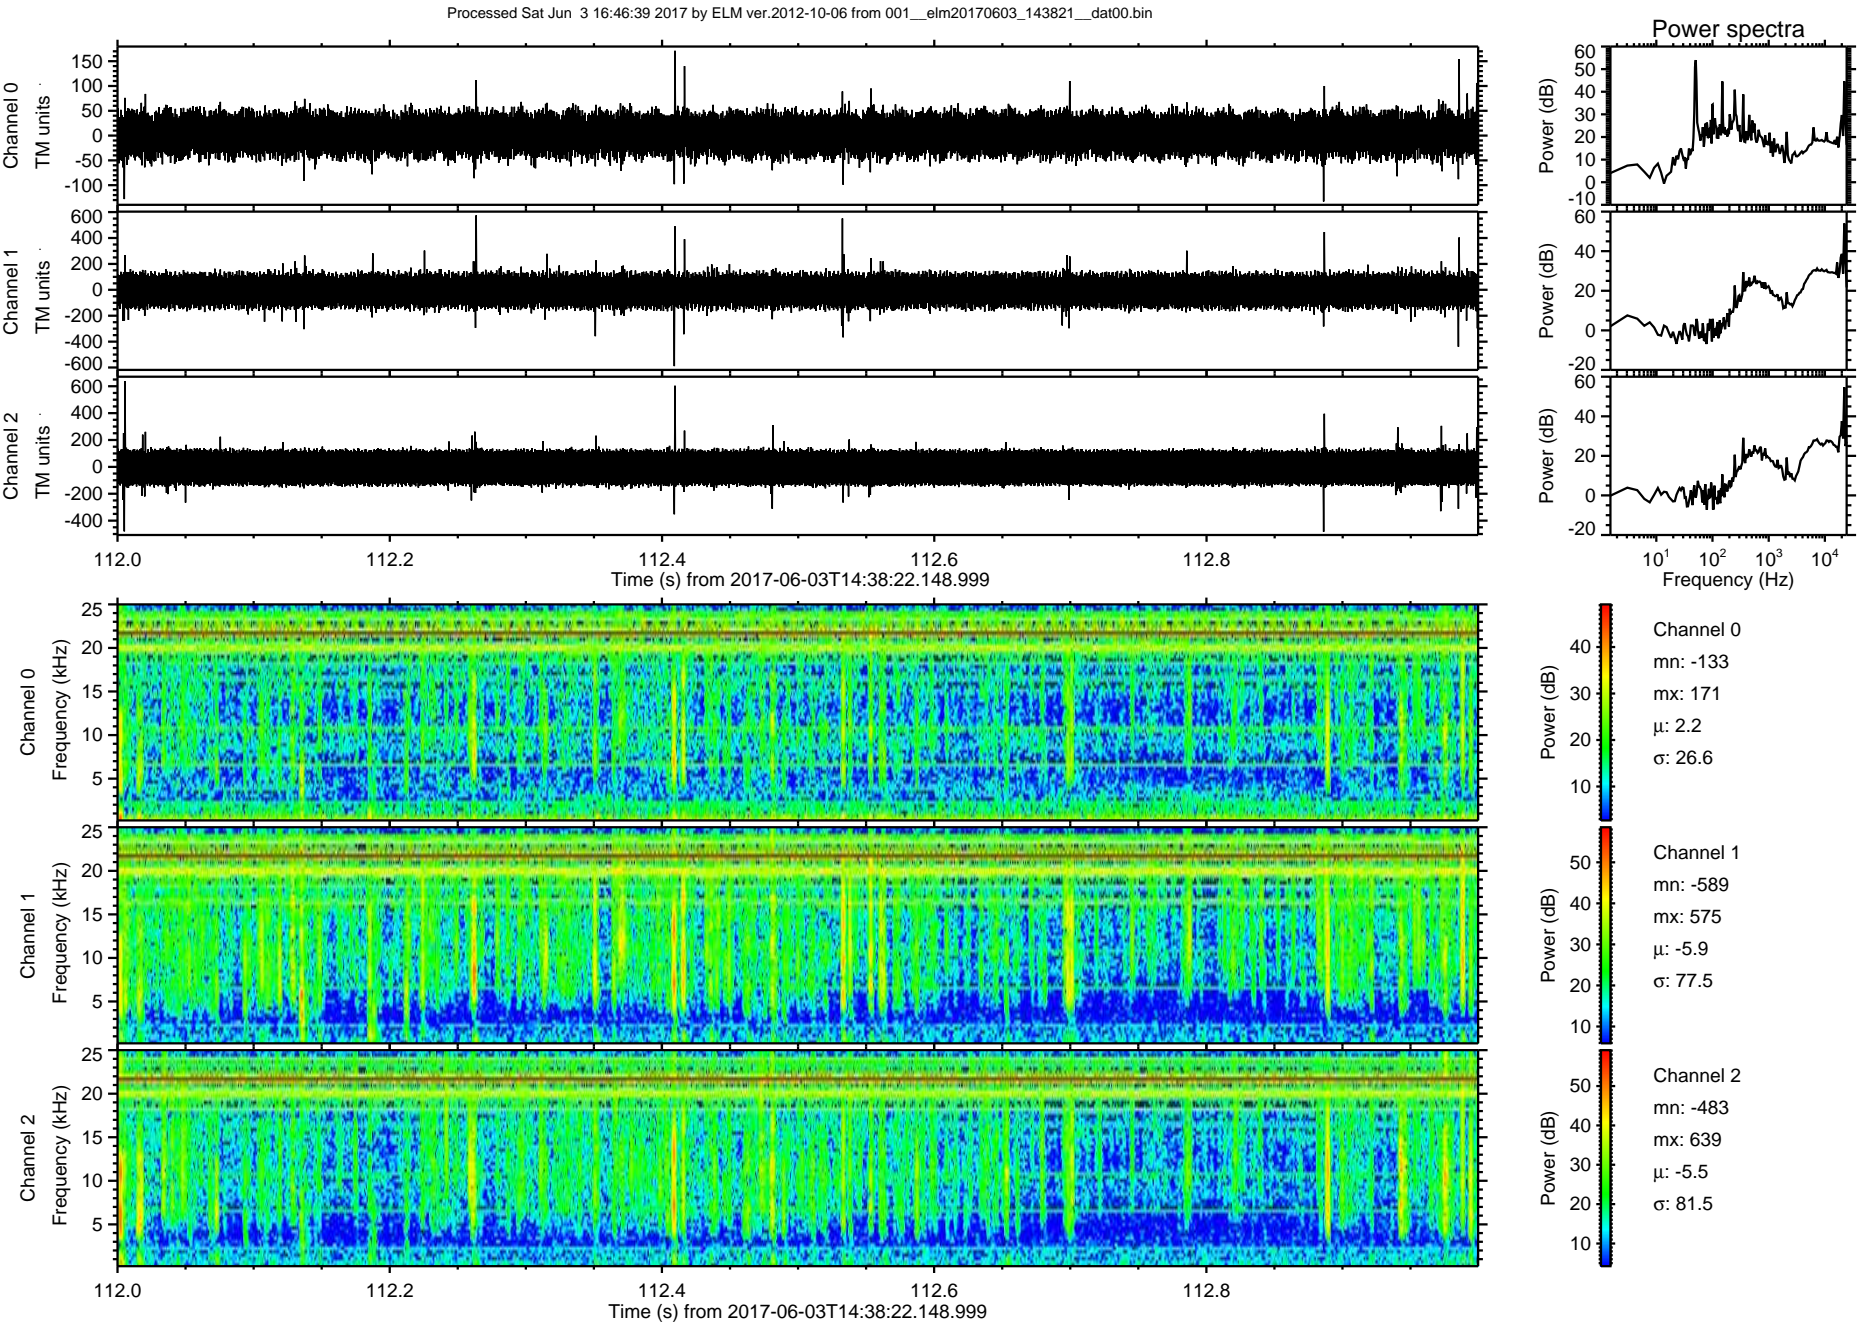 Processed Sat Jun  3 16:46:39 2017 by ELM ver.2012-10-06 from 001__elm20170603_143821__dat00.bin
Power spectra
Channel 0
TM units
150
100
50
0
-50
-100
Power (dB)
60
50
40
30
20
10
0
-10
Channel 1
TM units
600
400
200
0
-200
-400
-600
Power (dB)
60
40
20
0
-20
Channel 2
TM units
600
400
200
0
-200
-400
Power (dB)
60
40
20
0
-20
112.0 112.2 112.4 112.6 112.8
Time (s) from 2017-06-03T14:38:22.148.999
10^1 10^2 10^3 10^4
Frequency (Hz)
Channel 0
Frequency (kHz)
25
20
15
10
5
Power (dB)
40
30
20
10
Channel 0
mn: -133
mx: 171
μ: 2.2
σ: 26.6
Channel 1
Frequency (kHz)
25
20
15
10
5
Power (dB)
50
40
30
20
10
Channel 1
mn: -589
mx: 575
μ: -5.9
σ: 77.5
Channel 2
Frequency (kHz)
25
20
15
10
5
Power (dB)
50
40
30
20
10
Channel 2
mn: -483
mx: 639
μ: -5.5
σ: 81.5
112.0 112.2 112.4 112.6 112.8
Time (s) from 2017-06-03T14:38:22.148.999